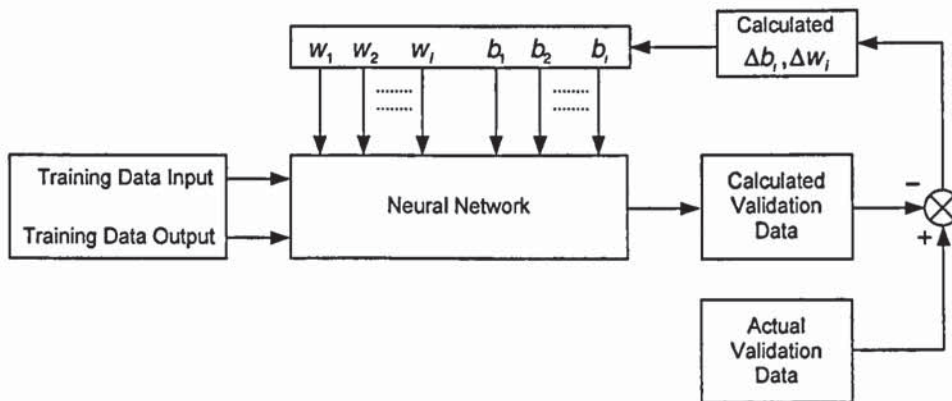 w₁ w₂ wᵢ b₁ b₂ bᵢ
Calculated
Δbᵢ, Δwᵢ
Training Data Input
Training Data Output
Neural Network
Calculated
Validation
Data
−
+
Actual
Validation
Data